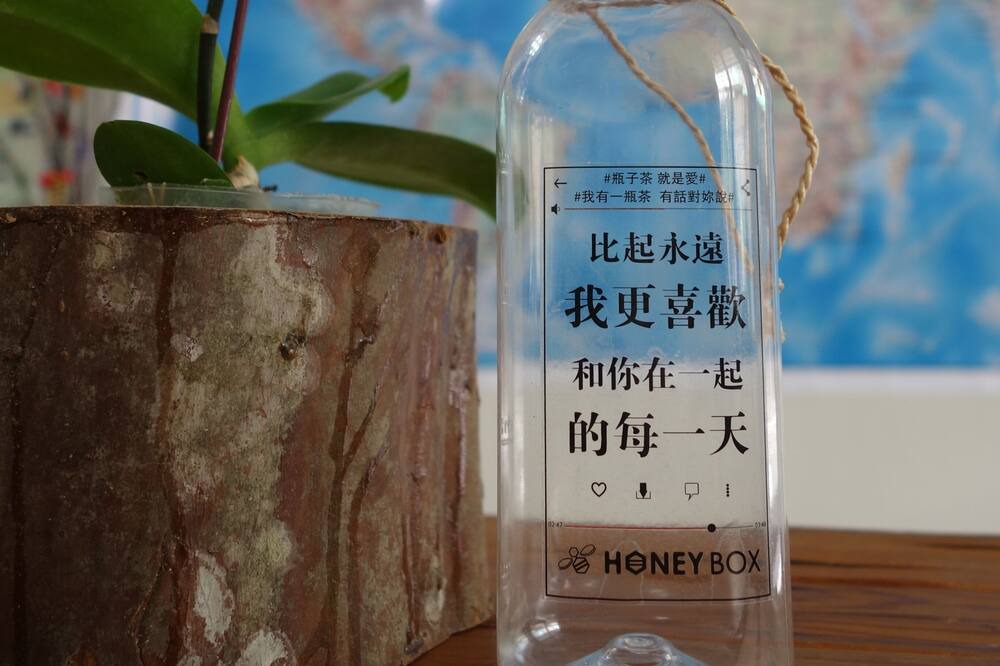 #瓶子茶 就是愛#
#我有一瓶茶 有話對妳說#
比起永遠
我更喜歡
和你在一起
的每一天
HONEY BOX